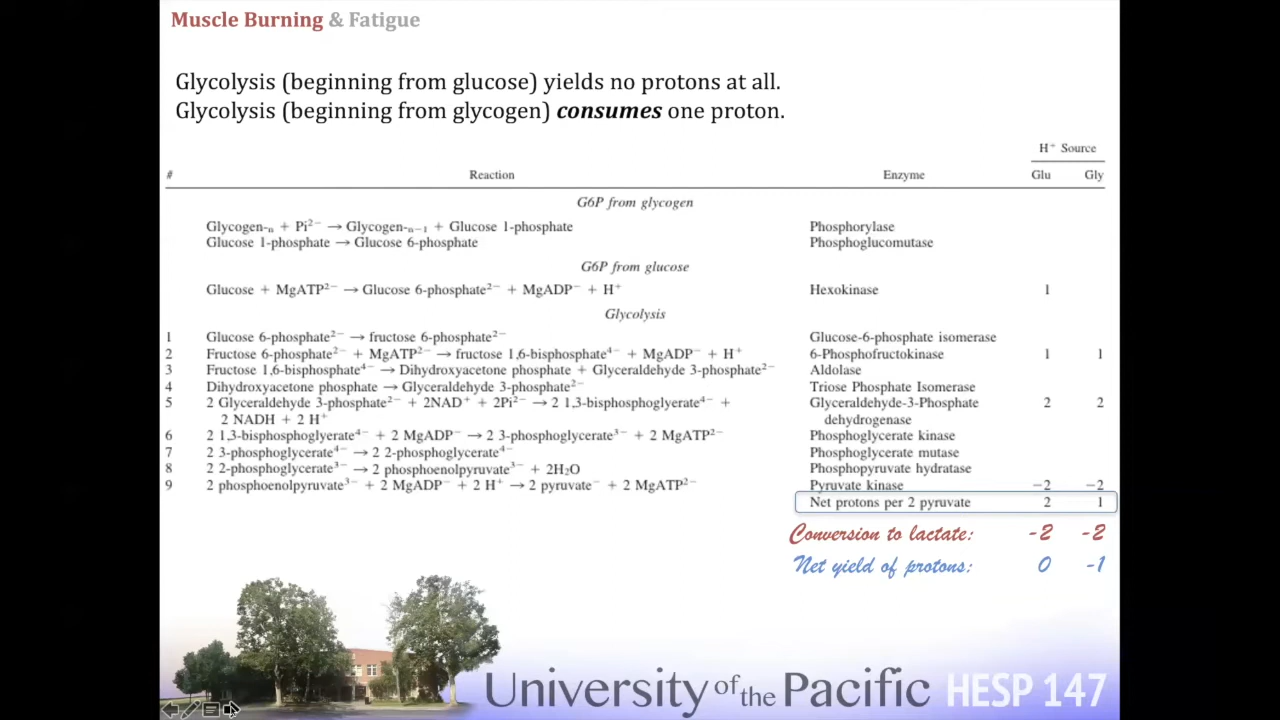 Muscle Burning & Fatigue
Glycolysis (beginning from glucose) yields no protons at all.
Glycolysis (beginning from glycogen) consumes one proton.
H⁺ Source
# Reaction Enzyme Glu Gly
G6P from glycogen
Glycogen-ₙ + Pi²⁻ → Glycogen-ₙ₋₁ + Glucose 1-phosphate Phosphorylase
Glucose 1-phosphate → Glucose 6-phosphate Phosphoglucomutase
G6P from glucose
Glucose + MgATP²⁻ → Glucose 6-phosphate²⁻ + MgADP⁻ + H⁺ Hexokinase 1
Glycolysis
1 Glucose 6-phosphate²⁻ → fructose 6-phosphate²⁻ Glucose-6-phosphate isomerase
2 Fructose 6-phosphate²⁻ + MgATP²⁻ → fructose 1,6-bisphosphate⁴⁻ + MgADP⁻ + H⁺ 6-Phosphofructokinase 1 1
3 Fructose 1,6-bisphosphate⁴⁻ → Dihydroxyacetone phosphate + Glyceraldehyde 3-phosphate²⁻ Aldolase
4 Dihydroxyacetone phosphate → Glyceraldehyde 3-phosphate²⁻ Triose Phosphate Isomerase
5 2 Glyceraldehyde 3-phosphate²⁻ + 2NAD⁺ + 2Pi²⁻ → 2 1,3-bisphosphoglyerate⁴⁻ + Glyceraldehyde-3-Phosphate 2 2
2 NADH + 2 H⁺ dehydrogenase
6 2 1,3-bisphosphoglyerate⁴⁻ + 2 MgADP⁻ → 2 3-phosphoglycerate³⁻ + 2 MgATP²⁻ Phosphoglycerate kinase
7 2 3-phosphoglycerate⁴⁻ → 2 2-phosphoglycerate⁴⁻ Phosphoglycerate mutase
8 2 2-phosphoglycerate³⁻ → 2 phosphoenolpyruvate³⁻ + 2H₂O Phosphopyruvate hydratase
9 2 phosphoenolpyruvate³⁻ + 2 MgADP⁻ + 2 H⁺ → 2 pyruvate⁻ + 2 MgATP²⁻ Pyruvate kinase −2 −2
Net protons per 2 pyruvate 2 1
Conversion to lactate: -2 -2
Net yield of protons: 0 -1
University of the Pacific HESP 147